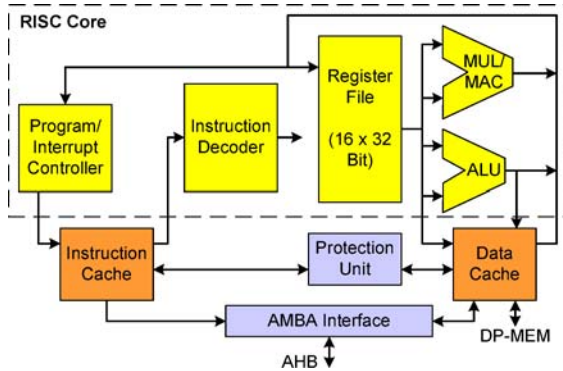 RISC Core
Program/
Interrupt
Controller
Instruction
Decoder
Register
File
(16 x 32
Bit)
MUL/
MAC
ALU
Instruction
Cache
Protection
Unit
Data
Cache
AMBA Interface
AHB
DP-MEM